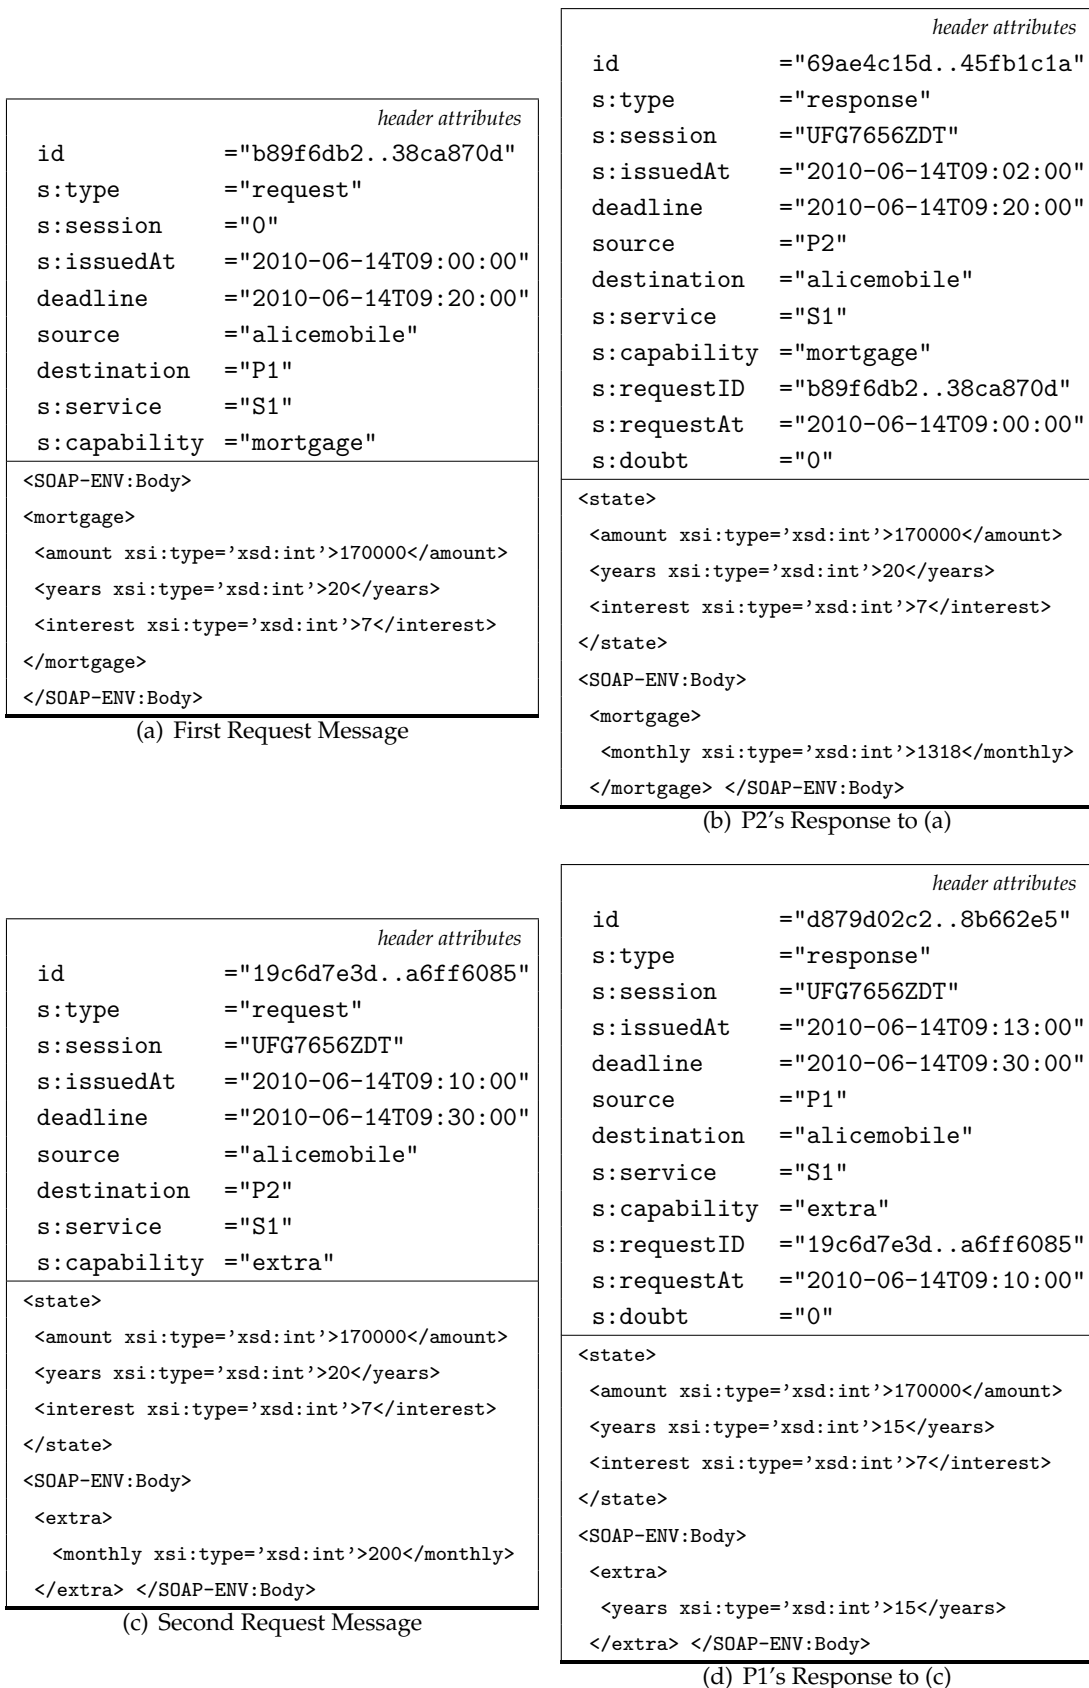 header attributes
id ="b89f6db2..38ca870d"
s:type ="request"
s:session ="0"
s:issuedAt ="2010-06-14T09:00:00"
deadline ="2010-06-14T09:20:00"
source ="alicemobile"
destination ="P1"
s:service ="S1"
s:capability ="mortgage"
<SOAP-ENV:Body>
<mortgage>
<amount xsi:type='xsd:int'>170000</amount>
<years xsi:type='xsd:int'>20</years>
<interest xsi:type='xsd:int'>7</interest>
</mortgage>
</SOAP-ENV:Body>
(a) First Request Message
header attributes
id ="69ae4c15d..45fb1c1a"
s:type ="response"
s:session ="UFG7656ZDT"
s:issuedAt ="2010-06-14T09:02:00"
deadline ="2010-06-14T09:20:00"
source ="P2"
destination ="alicemobile"
s:service ="S1"
s:capability ="mortgage"
s:requestID ="b89f6db2..38ca870d"
s:requestAt ="2010-06-14T09:00:00"
s:doubt ="0"
<state>
<amount xsi:type='xsd:int'>170000</amount>
<years xsi:type='xsd:int'>20</years>
<interest xsi:type='xsd:int'>7</interest>
</state>
<SOAP-ENV:Body>
<mortgage>
<monthly xsi:type='xsd:int'>1318</monthly>
</mortgage> </SOAP-ENV:Body>
(b) P2's Response to (a)
header attributes
id ="19c6d7e3d..a6ff6085"
s:type ="request"
s:session ="UFG7656ZDT"
s:issuedAt ="2010-06-14T09:10:00"
deadline ="2010-06-14T09:30:00"
source ="alicemobile"
destination ="P2"
s:service ="S1"
s:capability ="extra"
<state>
<amount xsi:type='xsd:int'>170000</amount>
<years xsi:type='xsd:int'>20</years>
<interest xsi:type='xsd:int'>7</interest>
</state>
<SOAP-ENV:Body>
<extra>
<monthly xsi:type='xsd:int'>200</monthly>
</extra> </SOAP-ENV:Body>
(c) Second Request Message
header attributes
id ="d879d02c2..8b662e5"
s:type ="response"
s:session ="UFG7656ZDT"
s:issuedAt ="2010-06-14T09:13:00"
deadline ="2010-06-14T09:30:00"
source ="P1"
destination ="alicemobile"
s:service ="S1"
s:capability ="extra"
s:requestID ="19c6d7e3d..a6ff6085"
s:requestAt ="2010-06-14T09:10:00"
s:doubt ="0"
<state>
<amount xsi:type='xsd:int'>170000</amount>
<years xsi:type='xsd:int'>15</years>
<interest xsi:type='xsd:int'>7</interest>
</state>
<SOAP-ENV:Body>
<extra>
<years xsi:type='xsd:int'>15</years>
</extra> </SOAP-ENV:Body>
(d) P1's Response to (c)